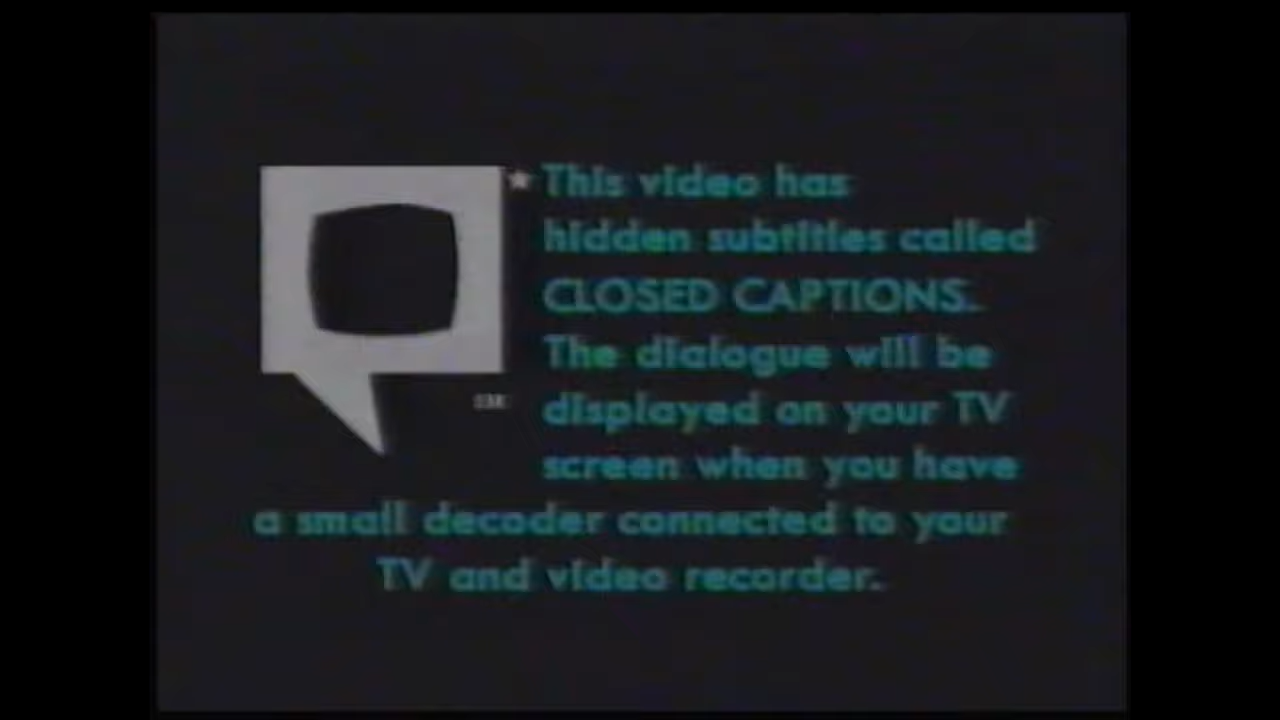 * This video has
hidden subtitles called
CLOSED CAPTIONS.
The dialogue will be
displayed on your TV
screen when you have
a small decoder connected to your
TV and video recorder.
SM